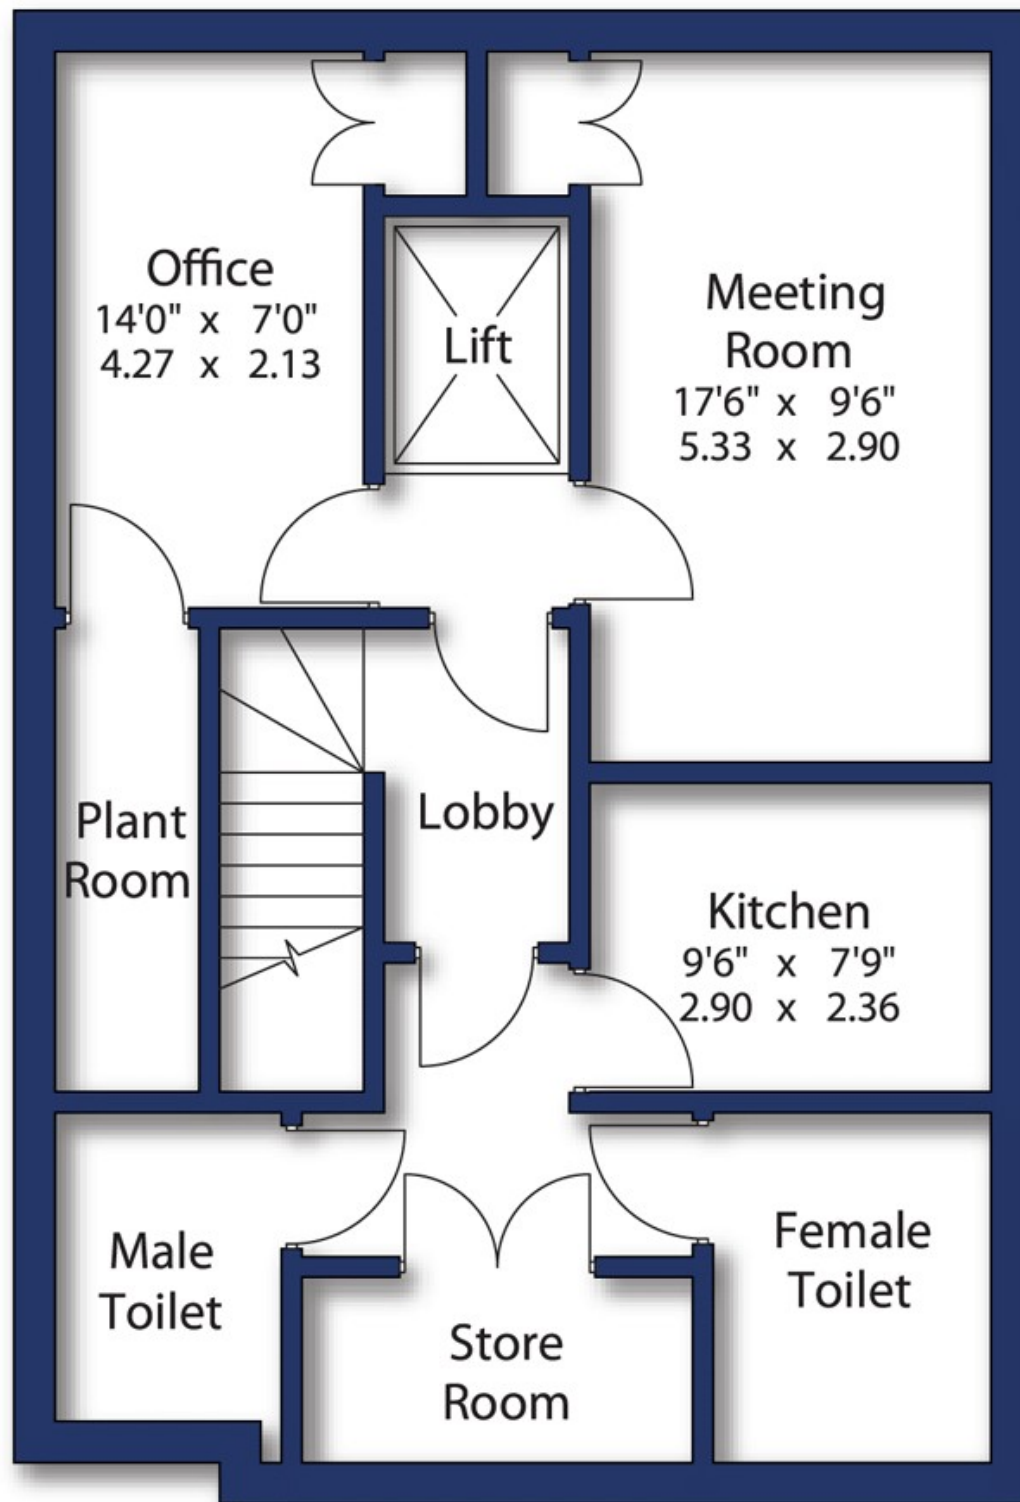 Office
14'0" x 7'0"
4.27 x 2.13
Lift
Meeting
Room
17'6" x 9'6"
5.33 x 2.90
Plant
Room
Lobby
Kitchen
9'6" x 7'9"
2.90 x 2.36
Male
Toilet
Store
Room
Female
Toilet